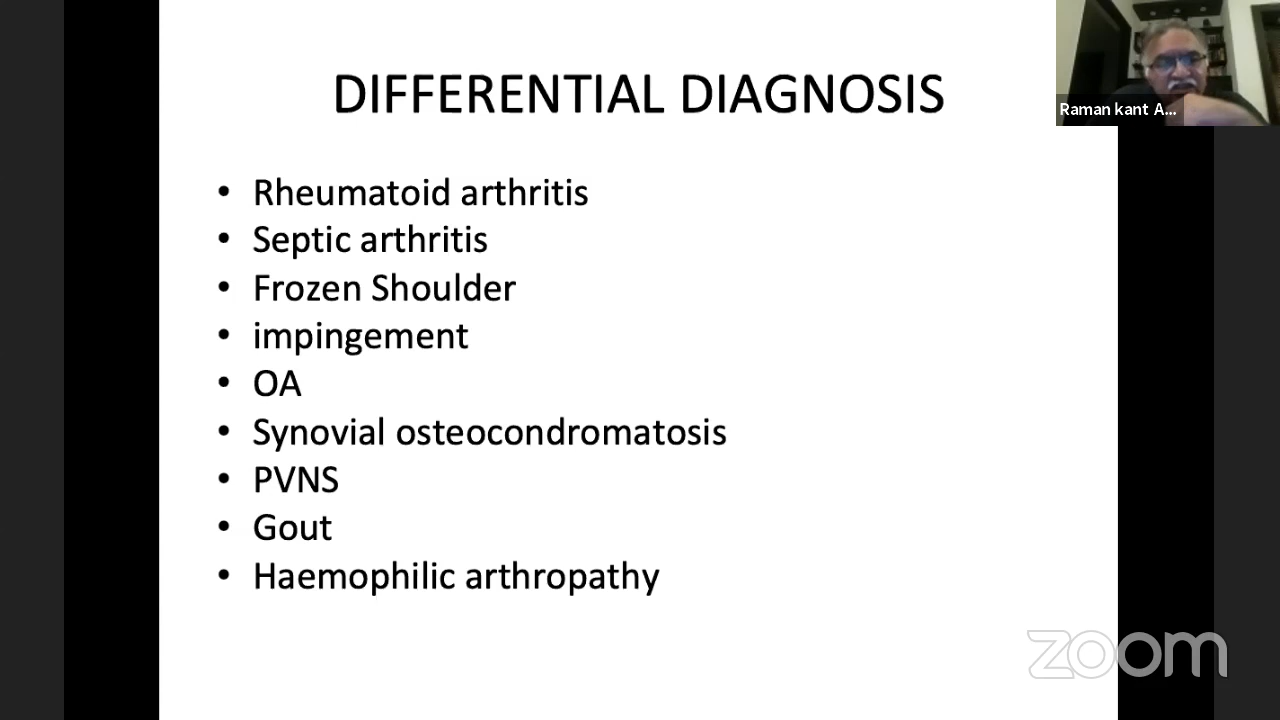 DIFFERENTIAL DIAGNOSIS
Raman kant A...
• Rheumatoid arthritis
• Septic arthritis
• Frozen Shoulder
• impingement
• OA
• Synovial osteocondromatosis
• PVNS
• Gout
• Haemophilic arthropathy
zoom